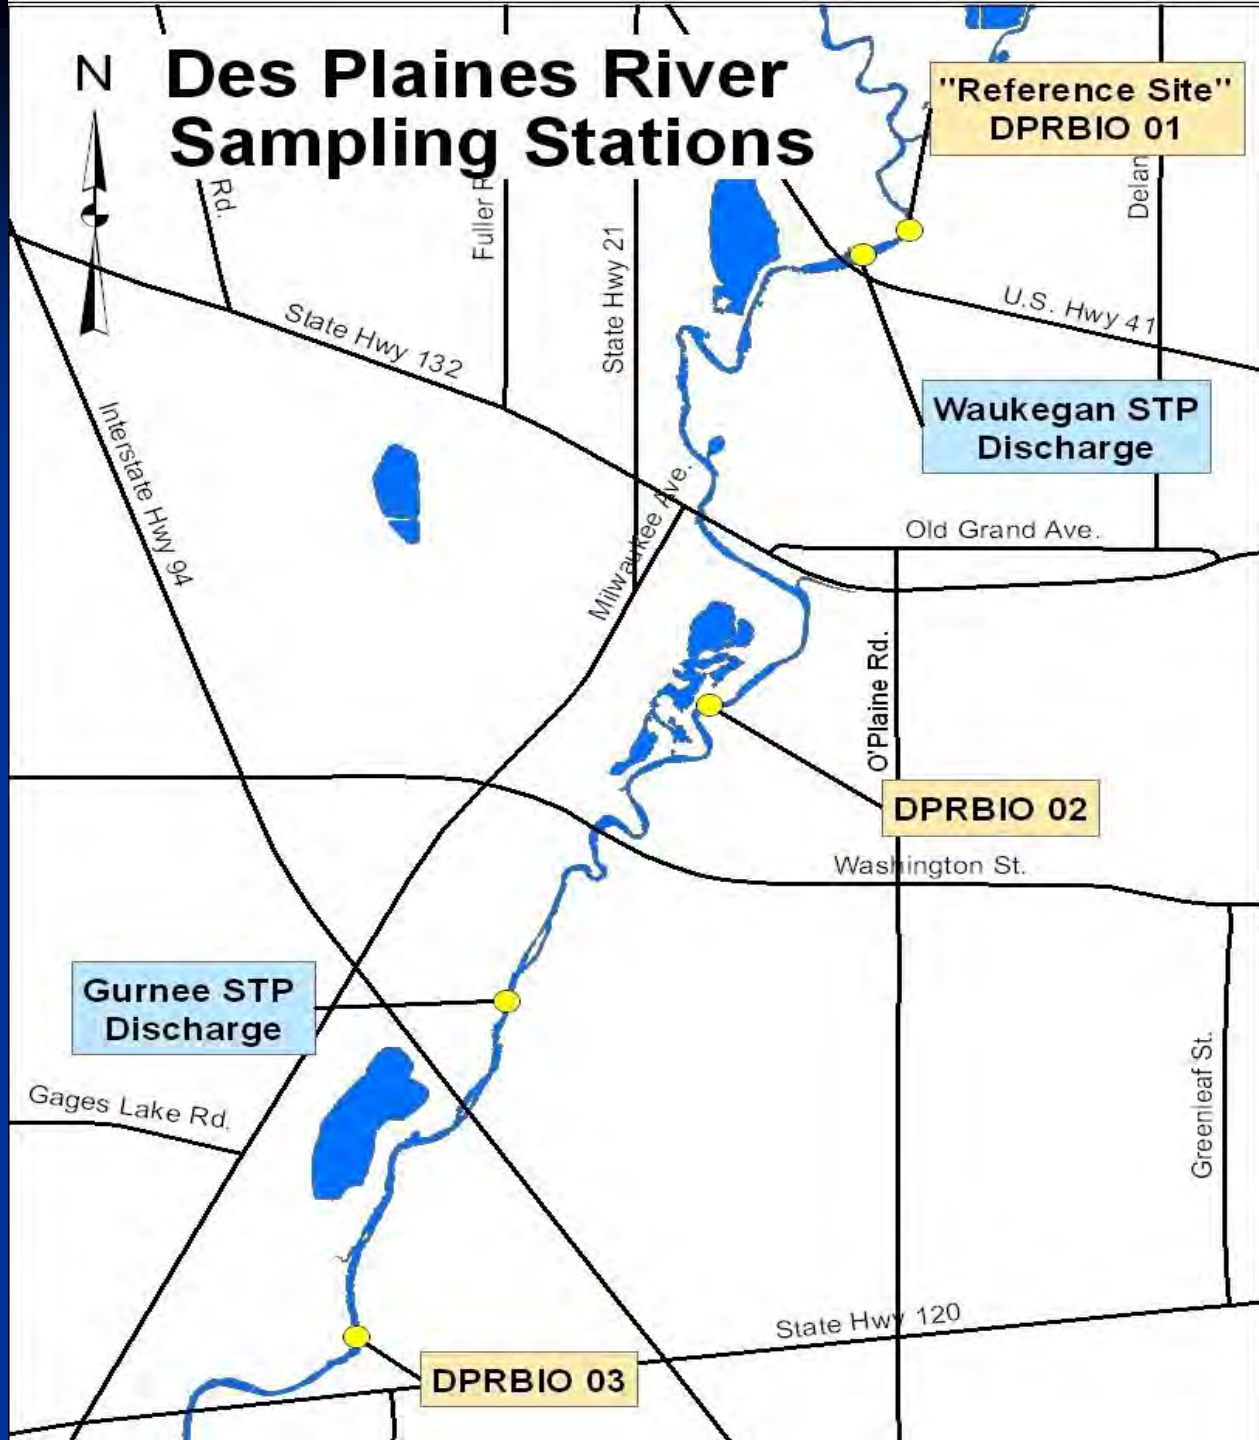 N
Des Plaines River
Sampling Stations
"Reference Site"
DPRBIO 01
Rd.
Fuller R
State Hwy 21
Delan
State Hwy 132
U.S. Hwy 41
Waukegan STP
Discharge
Interstate Hwy 94
Milwaukee Ave.
Old Grand Ave.
O'Plaine Rd.
DPRBIO 02
Washington St.
Gurnee STP
Discharge
Gages Lake Rd.
Greenleaf St.
State Hwy 120
DPRBIO 03